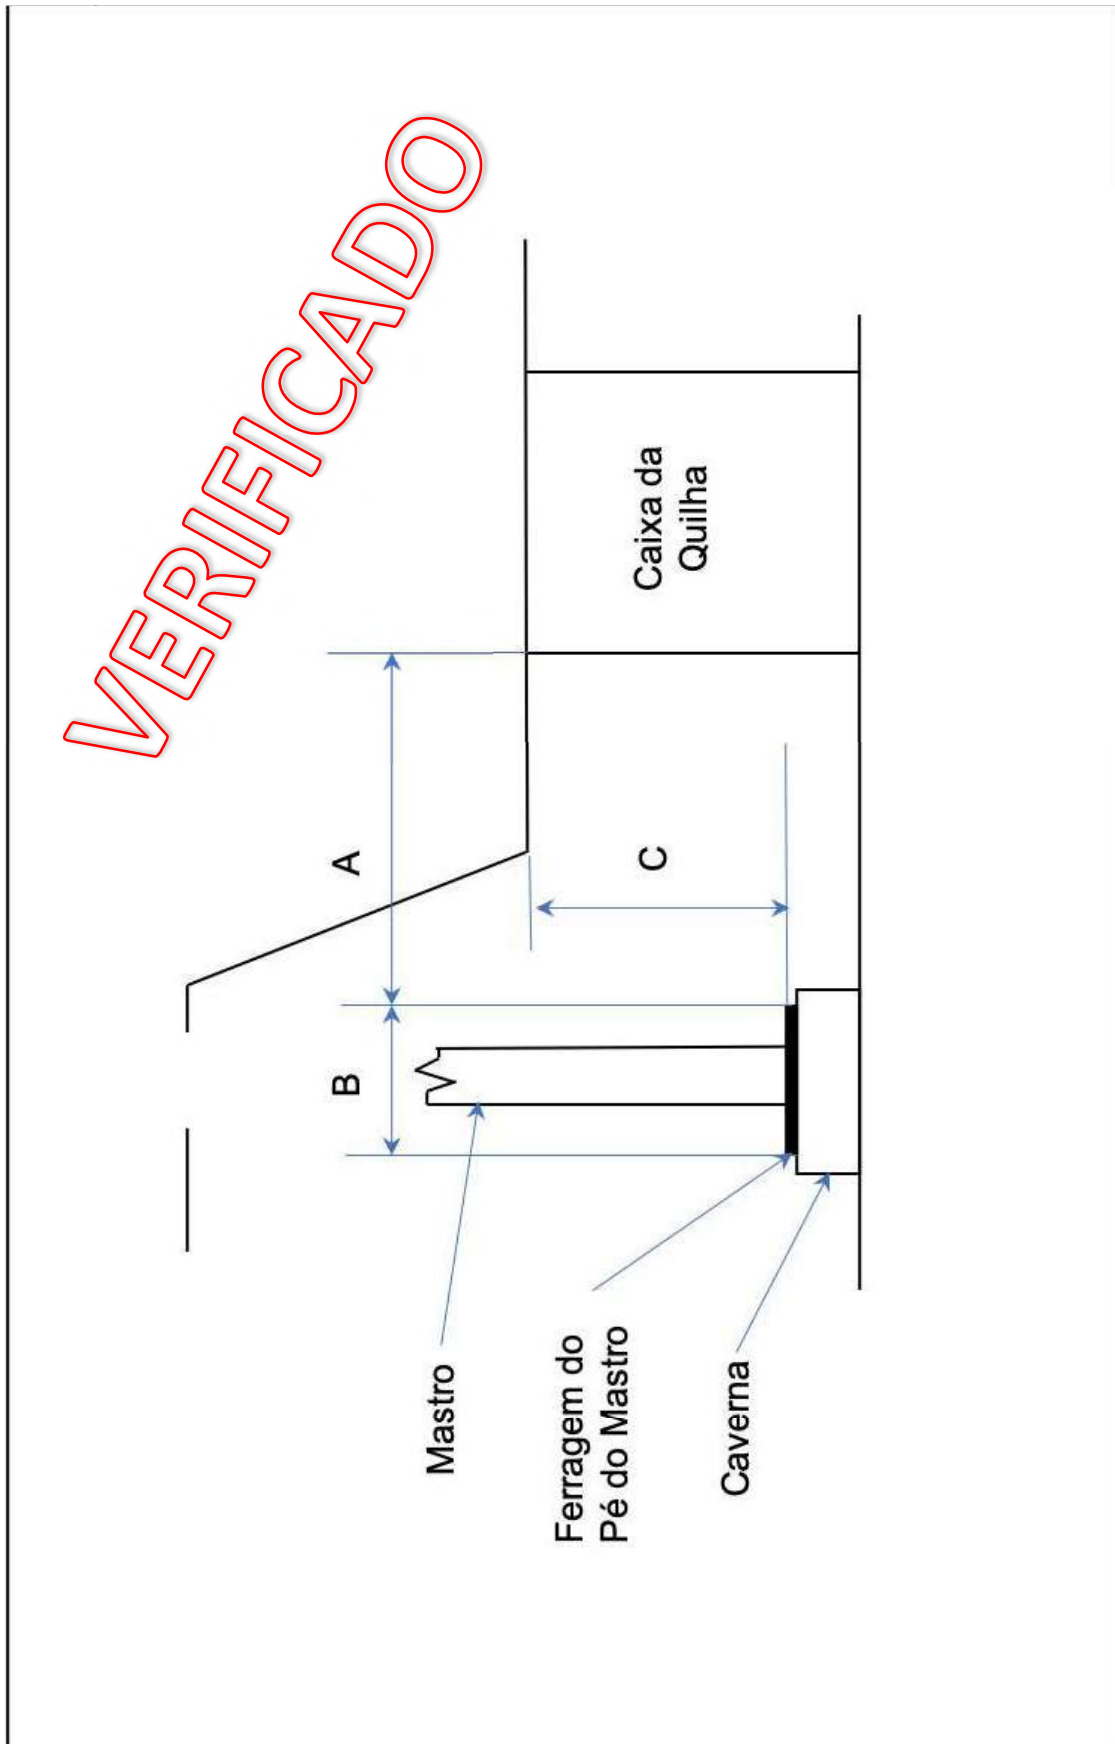 VERIFICADO
A
B
C
Caixa da
Quilha
Mastro
Ferragem do
Pé do Mastro
Caverna